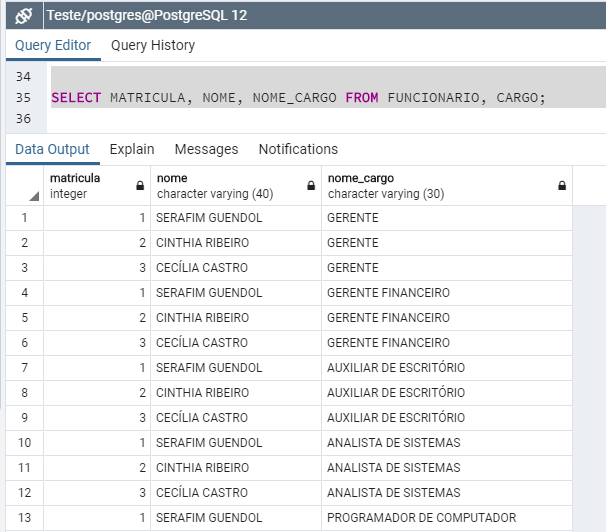 Teste/postgres@PostgreSQL 12
Query Editor Query History
34
35 SELECT MATRICULA, NOME, NOME_CARGO FROM FUNCIONARIO, CARGO;
36
Data Output Explain Messages Notifications
matricula nome nome_cargo
integer character varying (40) character varying (30)
1 1 SERAFIM GUENDOL GERENTE
2 2 CINTHIA RIBEIRO GERENTE
3 3 CECÍLIA CASTRO GERENTE
4 1 SERAFIM GUENDOL GERENTE FINANCEIRO
5 2 CINTHIA RIBEIRO GERENTE FINANCEIRO
6 3 CECÍLIA CASTRO GERENTE FINANCEIRO
7 1 SERAFIM GUENDOL AUXILIAR DE ESCRITÓRIO
8 2 CINTHIA RIBEIRO AUXILIAR DE ESCRITÓRIO
9 3 CECÍLIA CASTRO AUXILIAR DE ESCRITÓRIO
10 1 SERAFIM GUENDOL ANALISTA DE SISTEMAS
11 2 CINTHIA RIBEIRO ANALISTA DE SISTEMAS
12 3 CECÍLIA CASTRO ANALISTA DE SISTEMAS
13 1 SERAFIM GUENDOL PROGRAMADOR DE COMPUTADOR